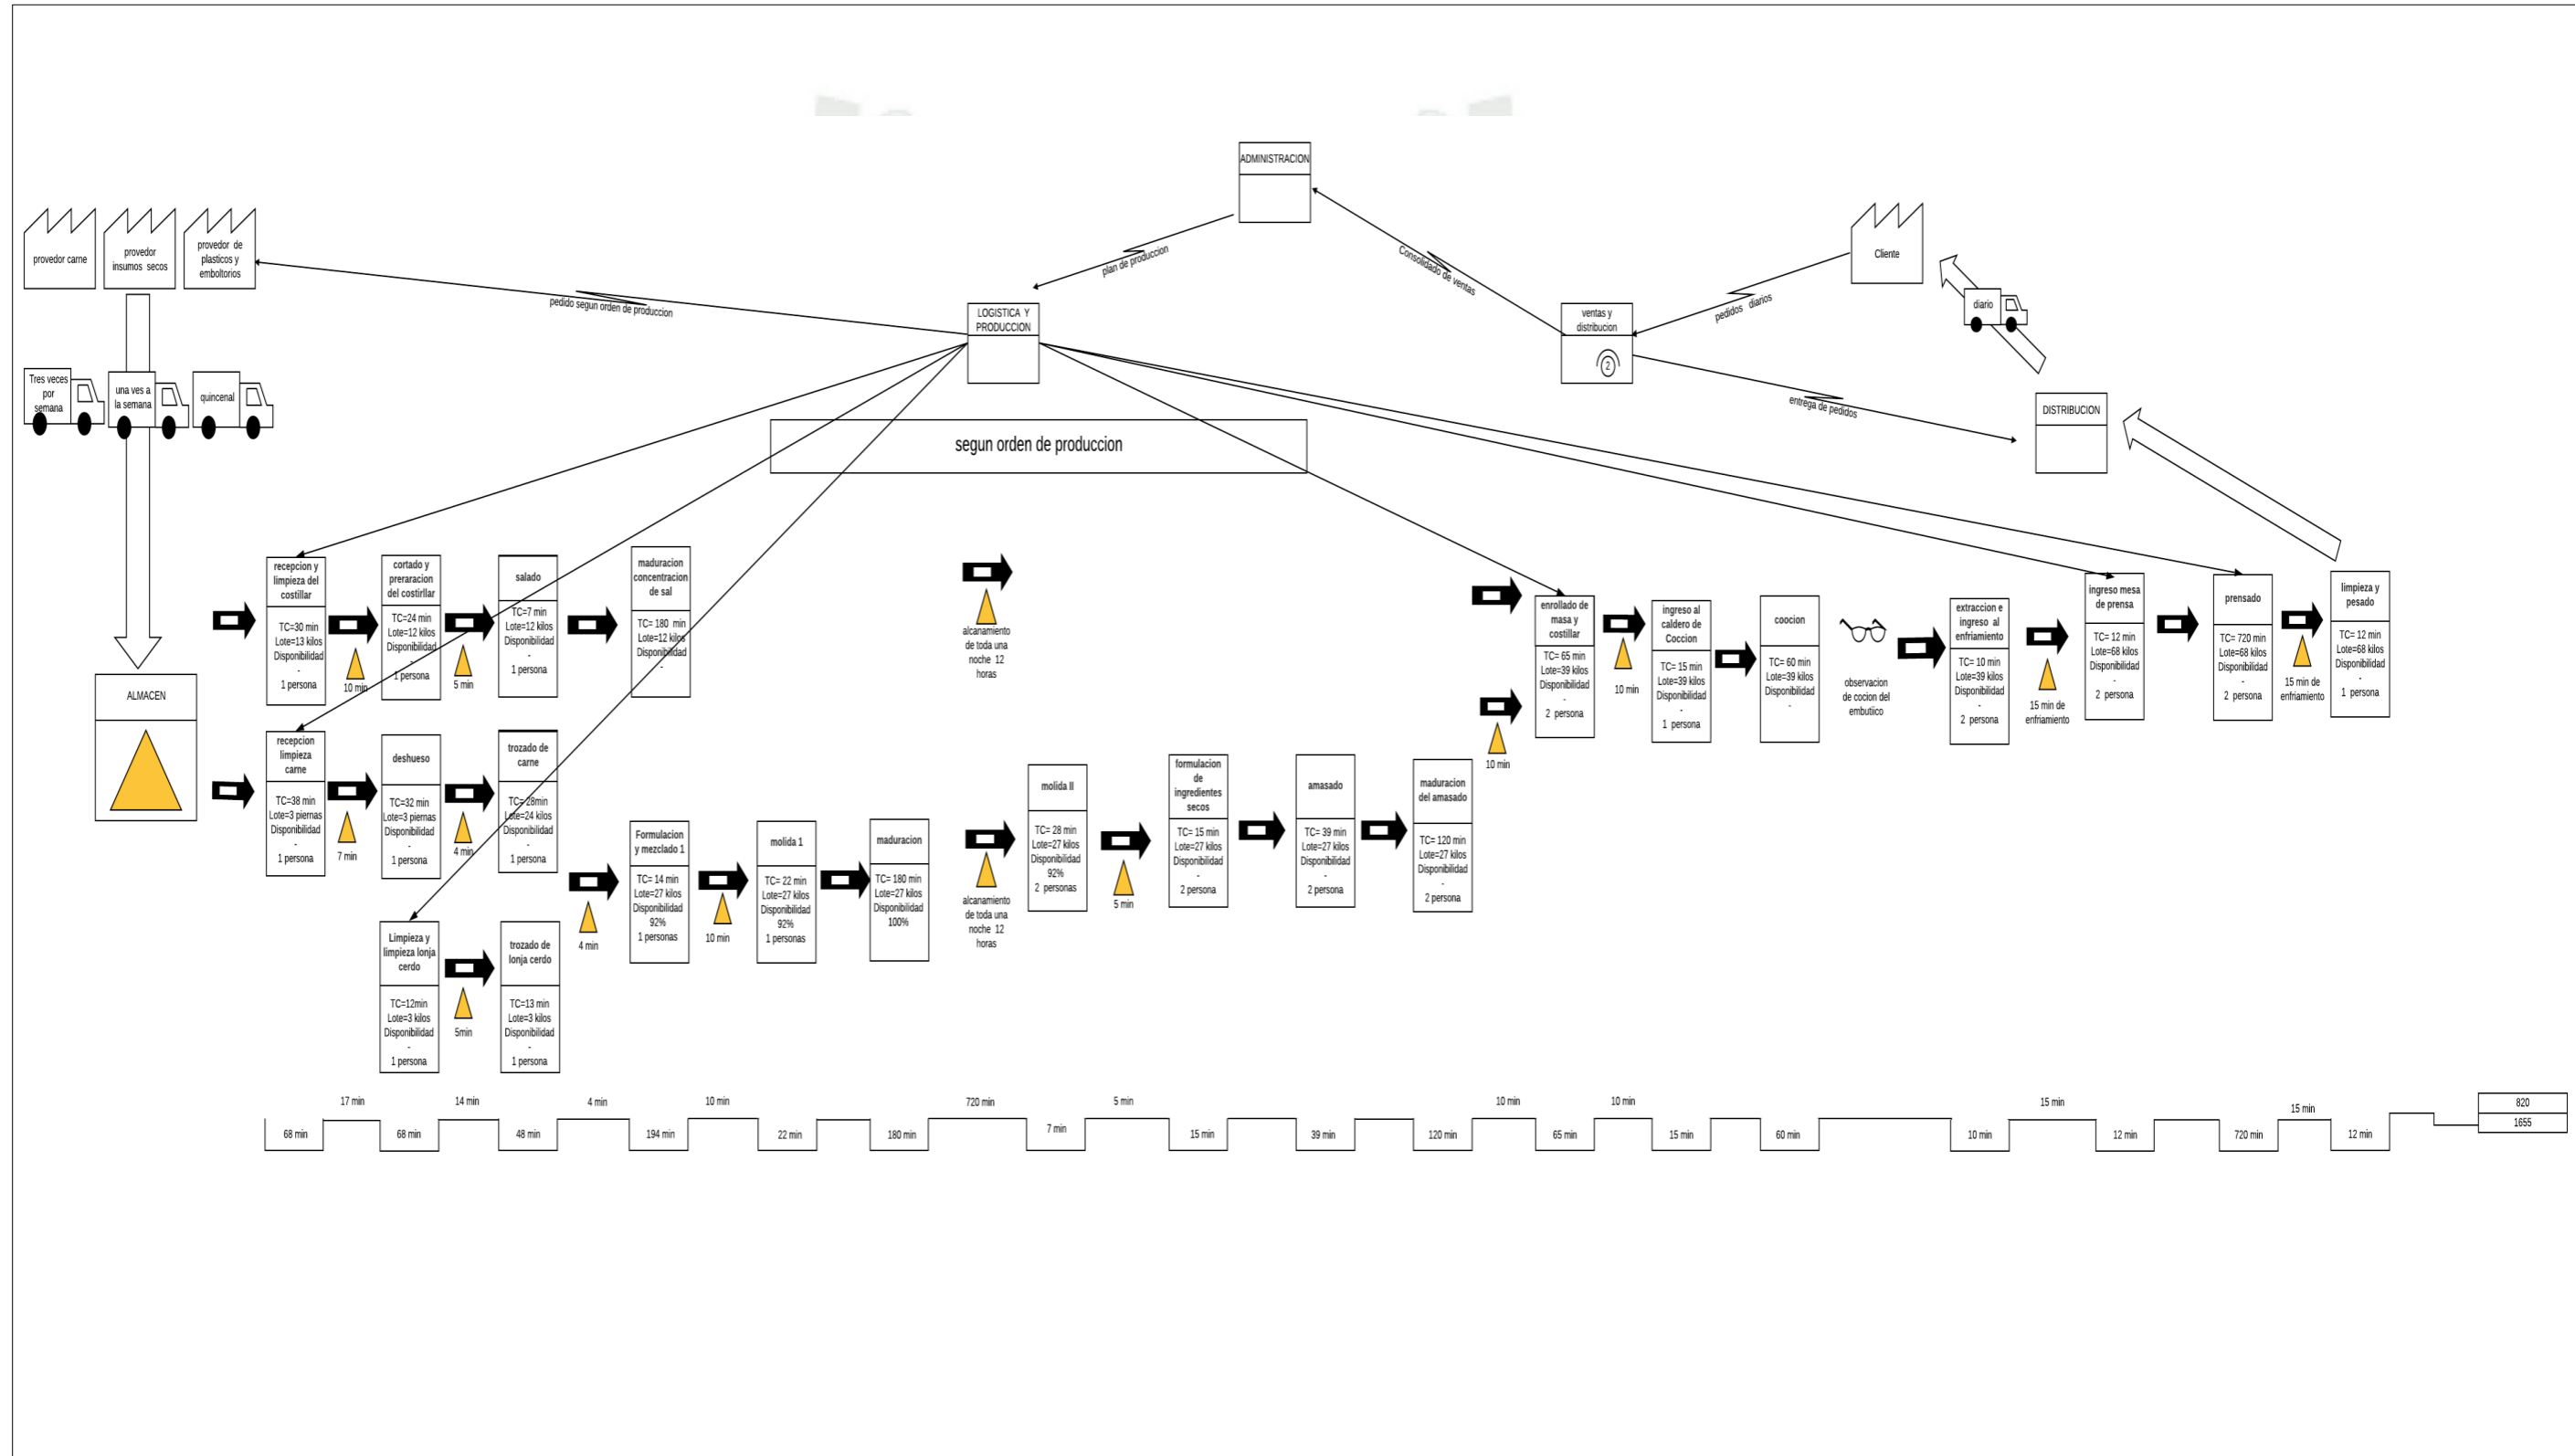 ADMINISTRACION
provedor carne
provedor
insumos secos
provedor de
plasticos y
emboltorios
Cliente
plan de produccion
Consolidado de ventas
pedidos diarios
diario
pedido segun orden de produccion
LOGISTICA Y
PRODUCCION
ventas y
distribucion
2
Tres veces
por
semana
una ves a
la semana
quincenal
entrega de pedidos
DISTRIBUCION
segun orden de produccion
ALMACEN
recepcion y
limpieza del
costillar
TC=30 min
Lote=13 kilos
Disponibilidad
-
1 persona
10 min
cortado y
preraracion
del costirllar
TC=24 min
Lote=12 kilos
Disponibilidad
-
1 persona
5 min
salado
TC=7 min
Lote=12 kilos
Disponibilidad
-
1 persona
maduracion
concentracion
de sal
TC= 180 min
Lote=12 kilos
Disponibilidad
-
alcanamiento
de toda una
noche 12
horas
recepcion
limpieza
carne
TC=38 min
Lote=3 piernas
Disponibilidad
-
1 persona
7 min
deshueso
TC=32 min
Lote=3 piernas
Disponibilidad
-
1 persona
4 min
trozado de
carne
TC= 28min
Lote=24 kilos
Disponibilidad
-
1 persona
Limpieza y
limpieza lonja
cerdo
TC=12min
Lote=3 kilos
Disponibilidad
-
1 persona
5min
trozado de
lonja cerdo
TC=13 min
Lote=3 kilos
Disponibilidad
-
1 persona
4 min
Formulacion
y mezclado 1
TC= 14 min
Lote=27 kilos
Disponibilidad
92%
1 personas
10 min
molida 1
TC= 22 min
Lote=27 kilos
Disponibilidad
92%
1 personas
maduracion
TC= 180 min
Lote=27 kilos
Disponibilidad
100%
alcanamiento
de toda una
noche 12
horas
molida II
TC= 28 min
Lote=27 kilos
Disponibilidad
92%
2 personas
5 min
formulacion
de
ingredientes
secos
TC= 15 min
Lote=27 kilos
Disponibilidad
-
2 persona
amasado
TC= 39 min
Lote=27 kilos
Disponibilidad
-
2 persona
maduracion
del amasado
TC= 120 min
Lote=27 kilos
Disponibilidad
-
2 persona
10 min
enrollado de
masa y
costillar
TC= 65 min
Lote=39 kilos
Disponibilidad
-
2 persona
10 min
ingreso al
caldero de
Coccion
TC= 15 min
Lote=39 kilos
Disponibilidad
-
1 persona
coocion
TC= 60 min
Lote=39 kilos
Disponibilidad
-
observacion
de cocion del
embutiico
extraccion e
ingreso al
enfriamiento
TC= 10 min
Lote=39 kilos
Disponibilidad
-
2 persona
15 min de
enfriamiento
ingreso mesa
de prensa
TC= 12 min
Lote=68 kilos
Disponibilidad
-
2 persona
prensado
TC= 720 min
Lote=68 kilos
Disponibilidad
-
2 persona
15 min de
enfriamiento
limpieza y
pesado
TC= 12 min
Lote=68 kilos
Disponibilidad
-
1 persona
17 min
14 min
4 min
10 min
720 min
5 min
10 min
10 min
15 min
15 min
820
1655
68 min
68 min
48 min
194 min
22 min
180 min
7 min
15 min
39 min
120 min
65 min
15 min
60 min
10 min
12 min
720 min
12 min